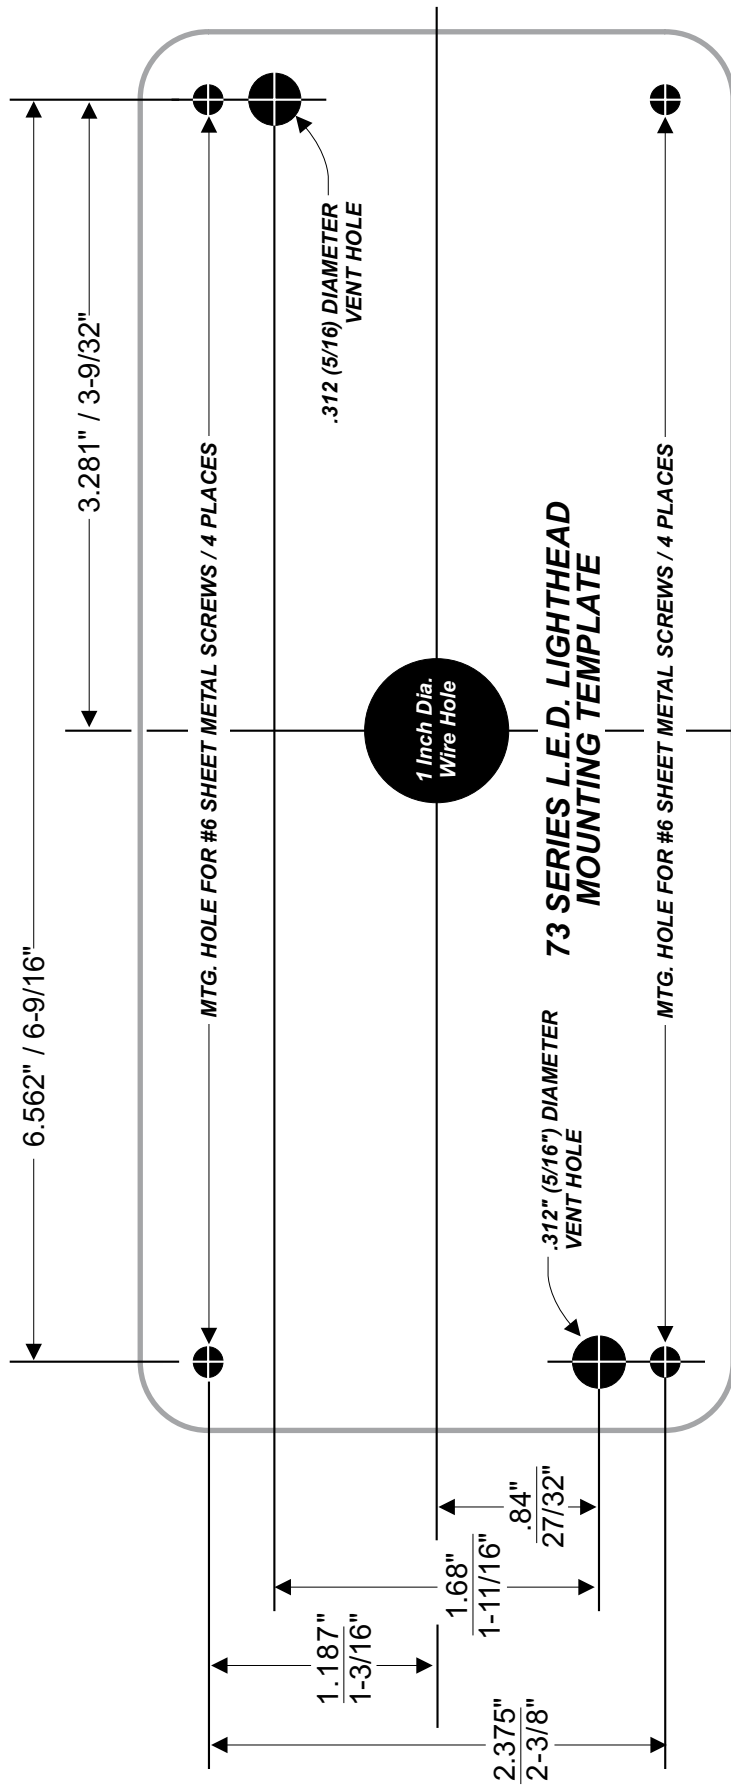 6.562" / 6-9/16"
3.281" / 3-9/32"
MTG. HOLE FOR #6 SHEET METAL SCREWS / 4 PLACES
.312 (5/16) DIAMETER
VENT HOLE
1 Inch Dia.
Wire Hole
73 SERIES L.E.D. LIGHTHEAD
MOUNTING TEMPLATE
.312" (5/16") DIAMETER
VENT HOLE
MTG. HOLE FOR #6 SHEET METAL SCREWS / 4 PLACES
.84"
27/32"
1.68"
1-11/16"
1.187"
1-3/16"
2.375"
2-3/8"